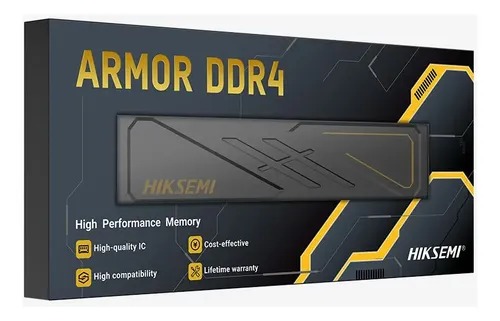 ARMOR DDR4
HIKSEMI
High Performance Memory
High-quality IC
Cost-effective
High compatibility
Lifetime warranty
HIKSEMI®